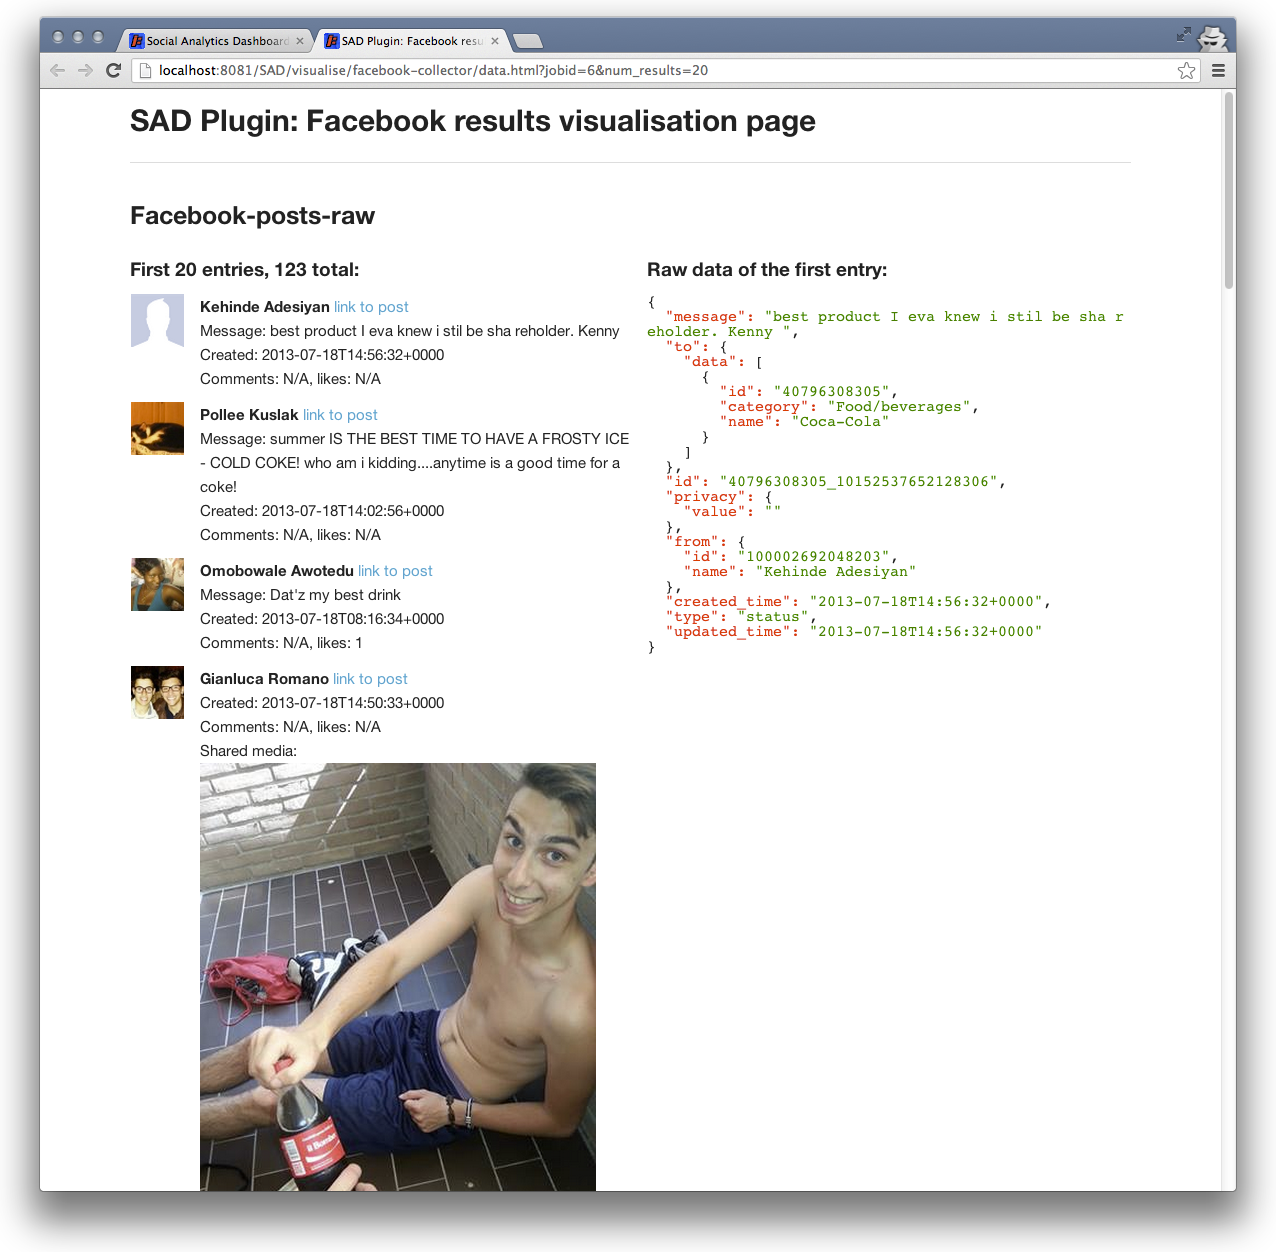 Social Analytics Dashboard
SAD Plugin: Facebook resu
localhost:8081/SAD/visualise/facebook-collector/data.html?jobid=6&num_results=20
SAD Plugin: Facebook results visualisation page
Facebook-posts-raw
First 20 entries, 123 total:
Kehinde Adesiyan link to post
Message: best product I eva knew i stil be sha reholder. Kenny
Created: 2013-07-18T14:56:32+0000
Comments: N/A, likes: N/A
Pollee Kuslak link to post
Message: summer IS THE BEST TIME TO HAVE A FROSTY ICE
- COLD COKE! who am i kidding....anytime is a good time for a
coke!
Created: 2013-07-18T14:02:56+0000
Comments: N/A, likes: N/A
Omobowale Awotedu link to post
Message: Dat'z my best drink
Created: 2013-07-18T08:16:34+0000
Comments: N/A, likes: 1
Gianluca Romano link to post
Created: 2013-07-18T14:50:33+0000
Comments: N/A, likes: N/A
Shared media:
il Bomber
Raw data of the first entry:
{
"message": "best product I eva knew i stil be sha r
eholder. Kenny ",
"to": {
"data": [
{
"id": "40796308305",
"category": "Food/beverages",
"name": "Coca-Cola"
}
]
},
"id": "40796308305_10152537652128306",
"privacy": {
"value": ""
},
"from": {
"id": "100002692048203",
"name": "Kehinde Adesiyan"
},
"created_time": "2013-07-18T14:56:32+0000",
"type": "status",
"updated_time": "2013-07-18T14:56:32+0000"
}